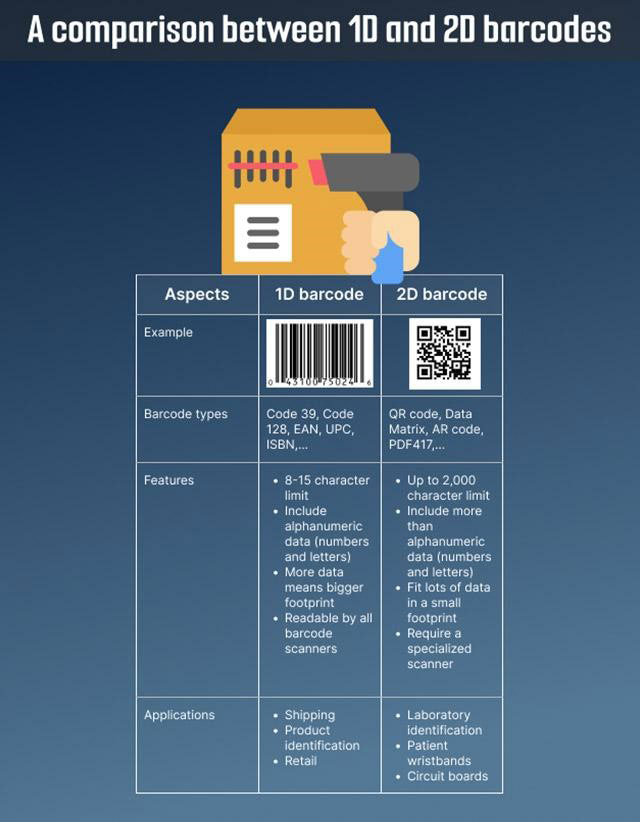 A comparison between 1D and 2D barcodes
Aspects
1D barcode
2D barcode
Example
0 43100 75024 6
Barcode types
Code 39, Code
128, EAN, UPC,
ISBN,...
QR code, Data
Matrix, AR code,
PDF417,...
Features
• 8-15 character
limit
• Include
alphanumeric
data (numbers
and letters)
• More data
means bigger
footprint
• Readable by all
barcode
scanners
• Up to 2,000
character limit
• Include more
than
alphanumeric
data (numbers
and letters)
• Fit lots of data
in a small
footprint
• Require a
specialized
scanner
Applications
• Shipping
• Product
identification
• Retail
• Laboratory
identification
• Patient
wristbands
• Circuit boards